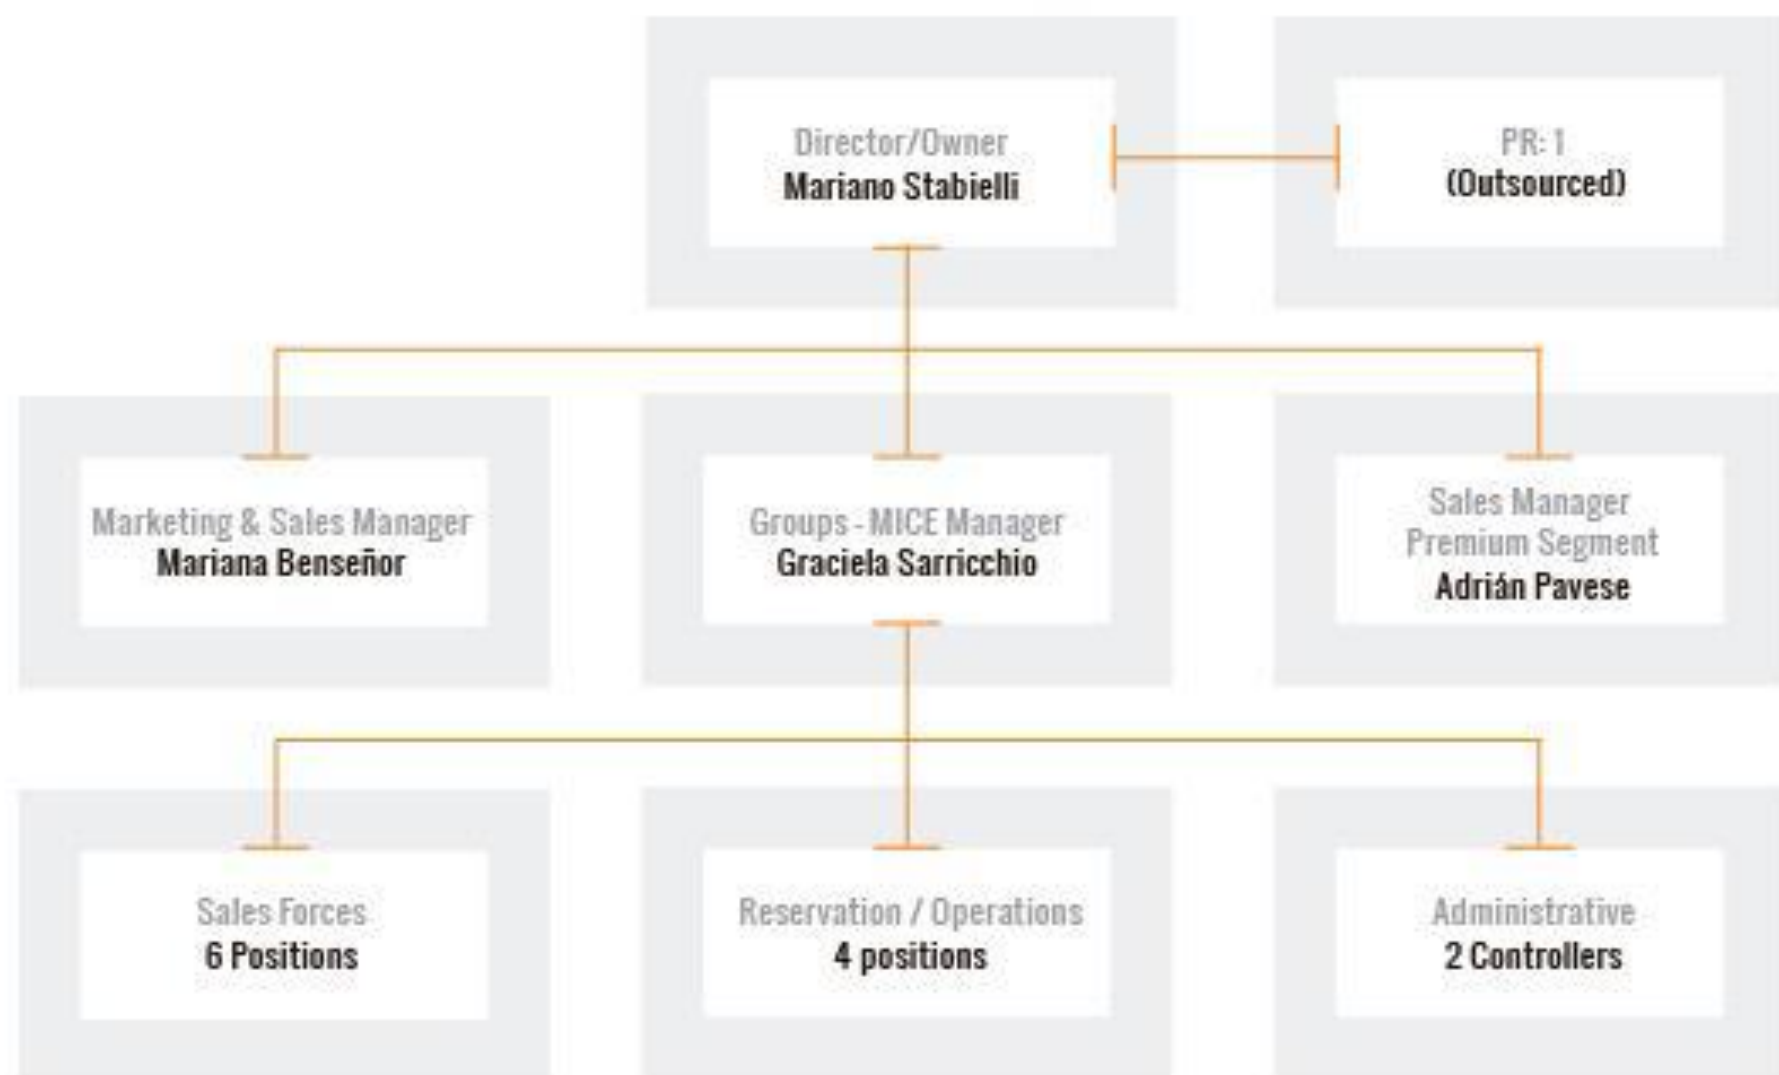 Director/Owner
Mariano Stabielli
PR: 1
(Outsourced)
Marketing & Sales Manager
Mariana Benseñor
Groups - MICE Manager
Graciela Sarricchio
Sales Manager
Premium Segment
Adrián Pavese
Sales Forces
6 Positions
Reservation / Operations
4 positions
Administrative
2 Controllers